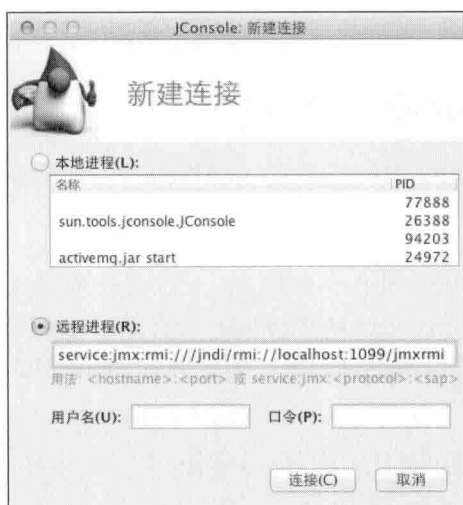 JConsole: 新建连接
新建连接
本地进程(L):
名称 PID
77888
sun.tools.jconsole.JConsole 26388
94203
activemq.jar start 24972
远程进程(R):
service:jmx:rmi:///jndi/rmi://localhost:1099/jmxrmi
用法: <hostname>:<port> 或 service:jmx:<protocol>:<sap>
用户名(U): 口令(P):
连接(C) 取消